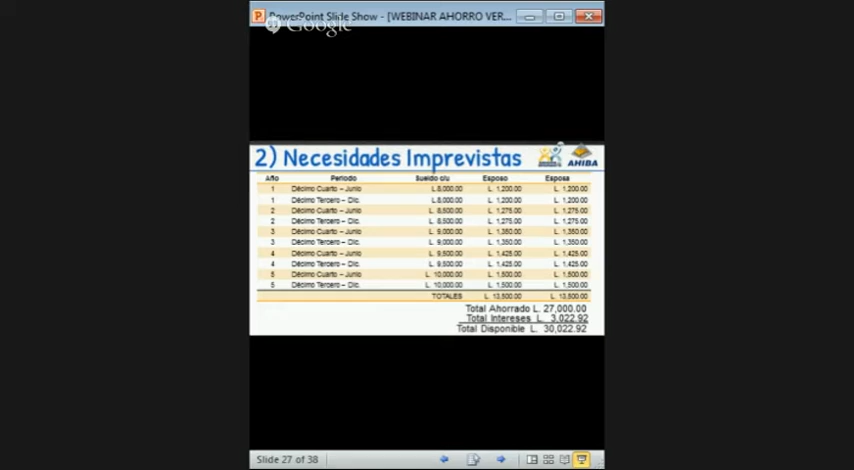 PowerPoint Slide Show - [WEBINAR AHORRO VER...
Google
2) Necesidades Imprevistas
AHIBA
Año Periodo Sueldo c/u Esposo Esposa
1 Décimo Cuarto – Junio L.8,000.00 L. 1,200.00 L. 1,200.00
1 Décimo Tercero – Dic. L.8,000.00 L. 1,200.00 L. 1,200.00
2 Décimo Cuarto – Junio L. 8,500.00 L. 1,275.00 L. 1,275.00
2 Décimo Tercero – Dic. L. 8,500.00 L. 1,275.00 L. 1,275.00
3 Décimo Cuarto – Junio L. 9,000.00 L. 1,350.00 L. 1,350.00
3 Décimo Tercero – Dic. L. 9,000.00 L. 1,350.00 L. 1,350.00
4 Décimo Cuarto – Junio L. 9,500.00 L. 1,425.00 L. 1,425.00
4 Décimo Tercero – Dic. L. 9,500.00 L. 1,425.00 L. 1,425.00
5 Décimo Cuarto – Junio L. 10,000.00 L. 1,500.00 L. 1,500.00
5 Décimo Tercero – Dic. L. 10,000.00 L. 1,500.00 L. 1,500.00
TOTALES L. 13,500.00 L. 13,500.00
Total Ahorrado L. 27,000.00
Total Intereses L. 3,022.92
Total Disponible L. 30,022.92
Slide 27 of 38